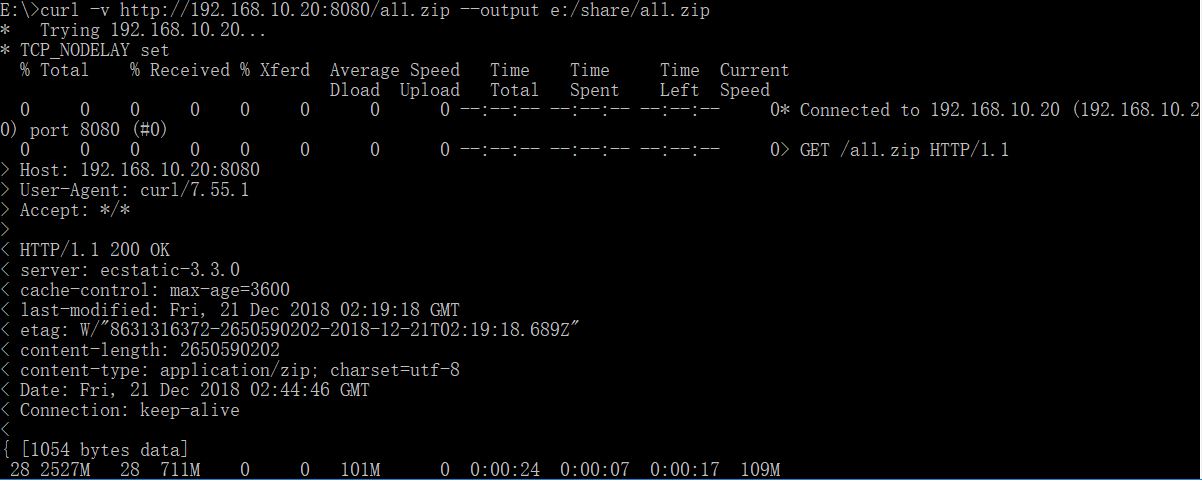 E:\>curl -v http://192.168.10.20:8080/all.zip --output e:/share/all.zip
*   Trying 192.168.10.20...
* TCP_NODELAY set
  % Total    % Received % Xferd  Average Speed   Time    Time     Time  Current
                                 Dload  Upload   Total   Spent    Left  Speed
  0     0    0     0    0     0      0      0 --:--:-- --:--:-- --:--:--     0* Connected to 192.168.10.20 (192.168.10.2
0) port 8080 (#0)
  0     0    0     0    0     0      0      0 --:--:-- --:--:-- --:--:--     0> GET /all.zip HTTP/1.1
> Host: 192.168.10.20:8080
> User-Agent: curl/7.55.1
> Accept: */*
>
< HTTP/1.1 200 OK
< server: ecstatic-3.3.0
< cache-control: max-age=3600
< last-modified: Fri, 21 Dec 2018 02:19:18 GMT
< etag: W/"8631316372-2650590202-2018-12-21T02:19:18.689Z"
< content-length: 2650590202
< content-type: application/zip; charset=utf-8
< Date: Fri, 21 Dec 2018 02:44:46 GMT
< Connection: keep-alive
<
{ [1054 bytes data]
 28 2527M   28  711M    0     0   101M      0  0:00:24  0:00:07  0:00:17  109M